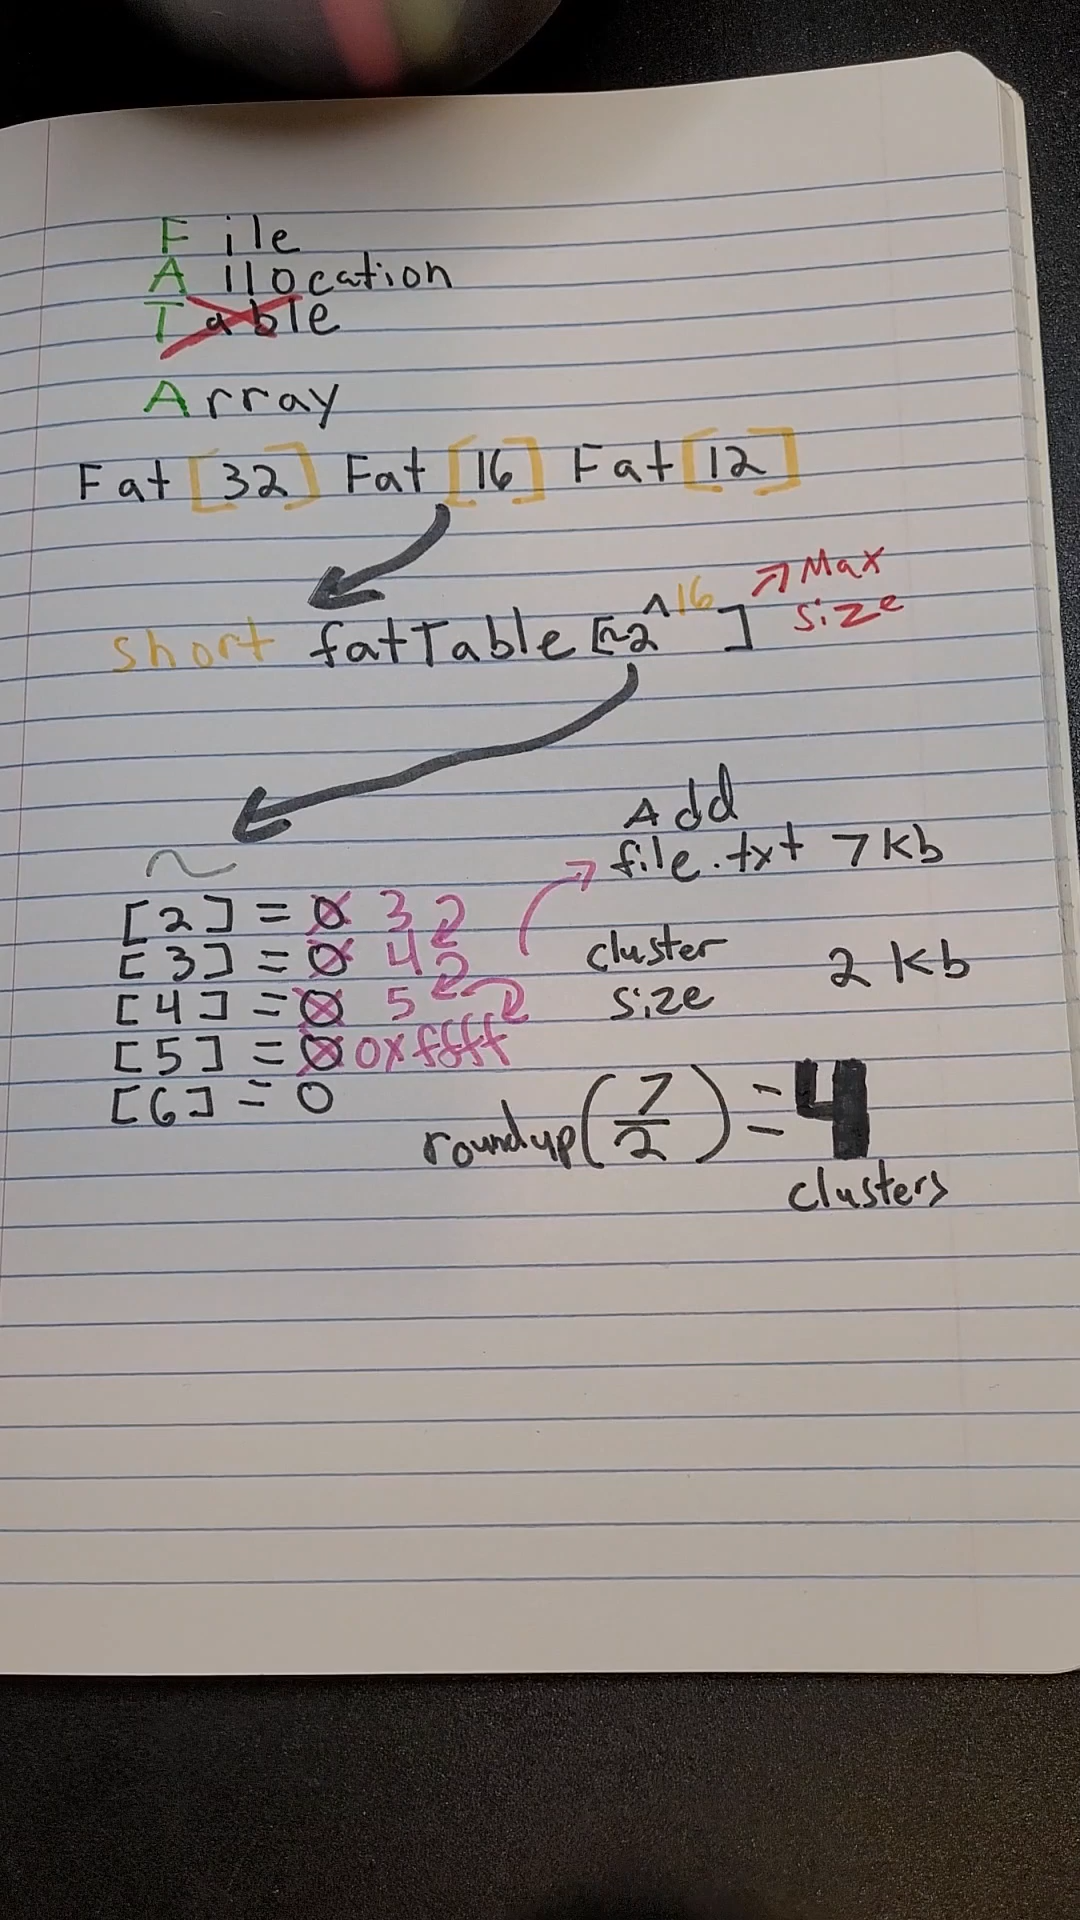 File
Allocation
Table
Array
Fat [32] Fat [16] Fat [12]
short fatTable [~2^16] Max
size
~
Add
file.txt 7kb
[2] = 0 3
[3] = 0 4
[4] = 0 5
[5] = 0 0xffff
[6] = 0
cluster
size 2 kb
roundup(7/2) = 4
clusters